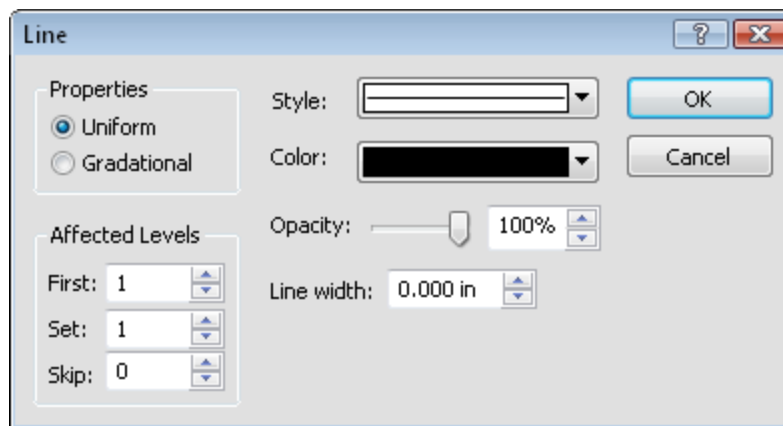 Line
Properties
Uniform
Gradational
Affected Levels
First: 1
Set: 1
Skip: 0
Style:
Color:
Opacity: 100%
Line width: 0.000 in
OK
Cancel